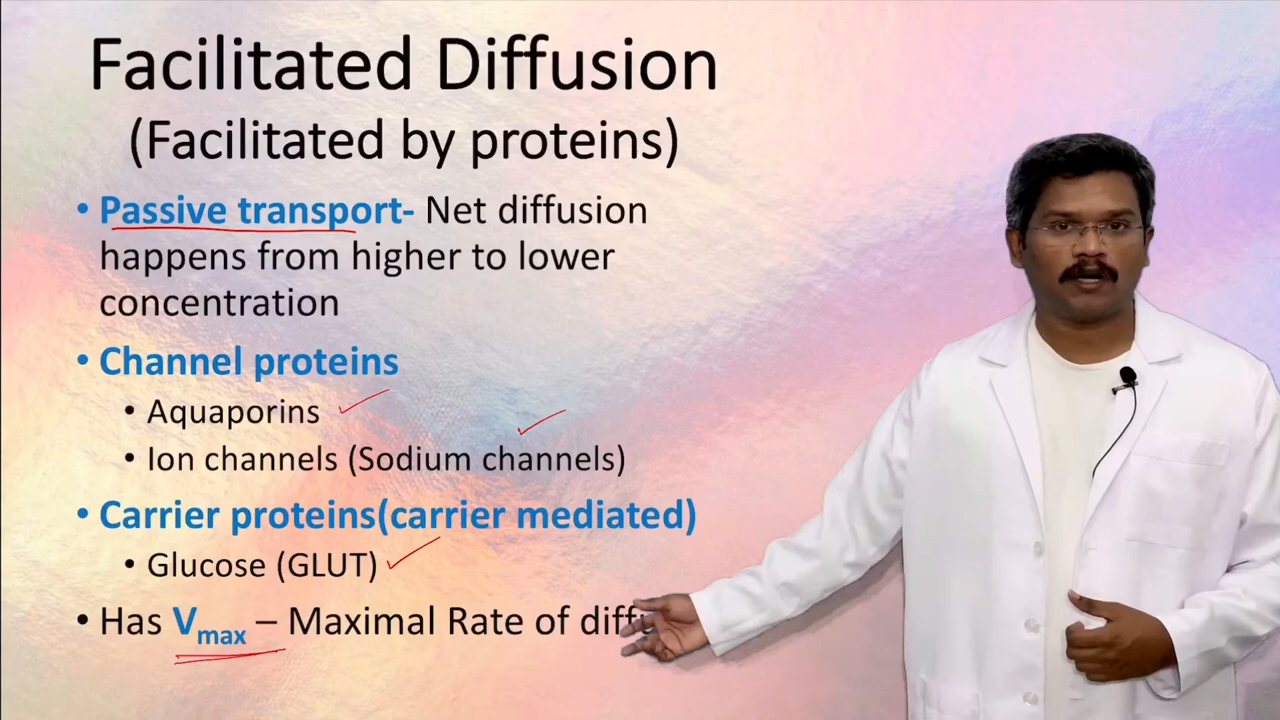 Facilitated Diffusion
(Facilitated by proteins)
• Passive transport- Net diffusion
happens from higher to lower
concentration
• Channel proteins
• Aquaporins
• Ion channels (Sodium channels)
• Carrier proteins(carrier mediated)
• Glucose (GLUT)
• Has Vmax – Maximal Rate of